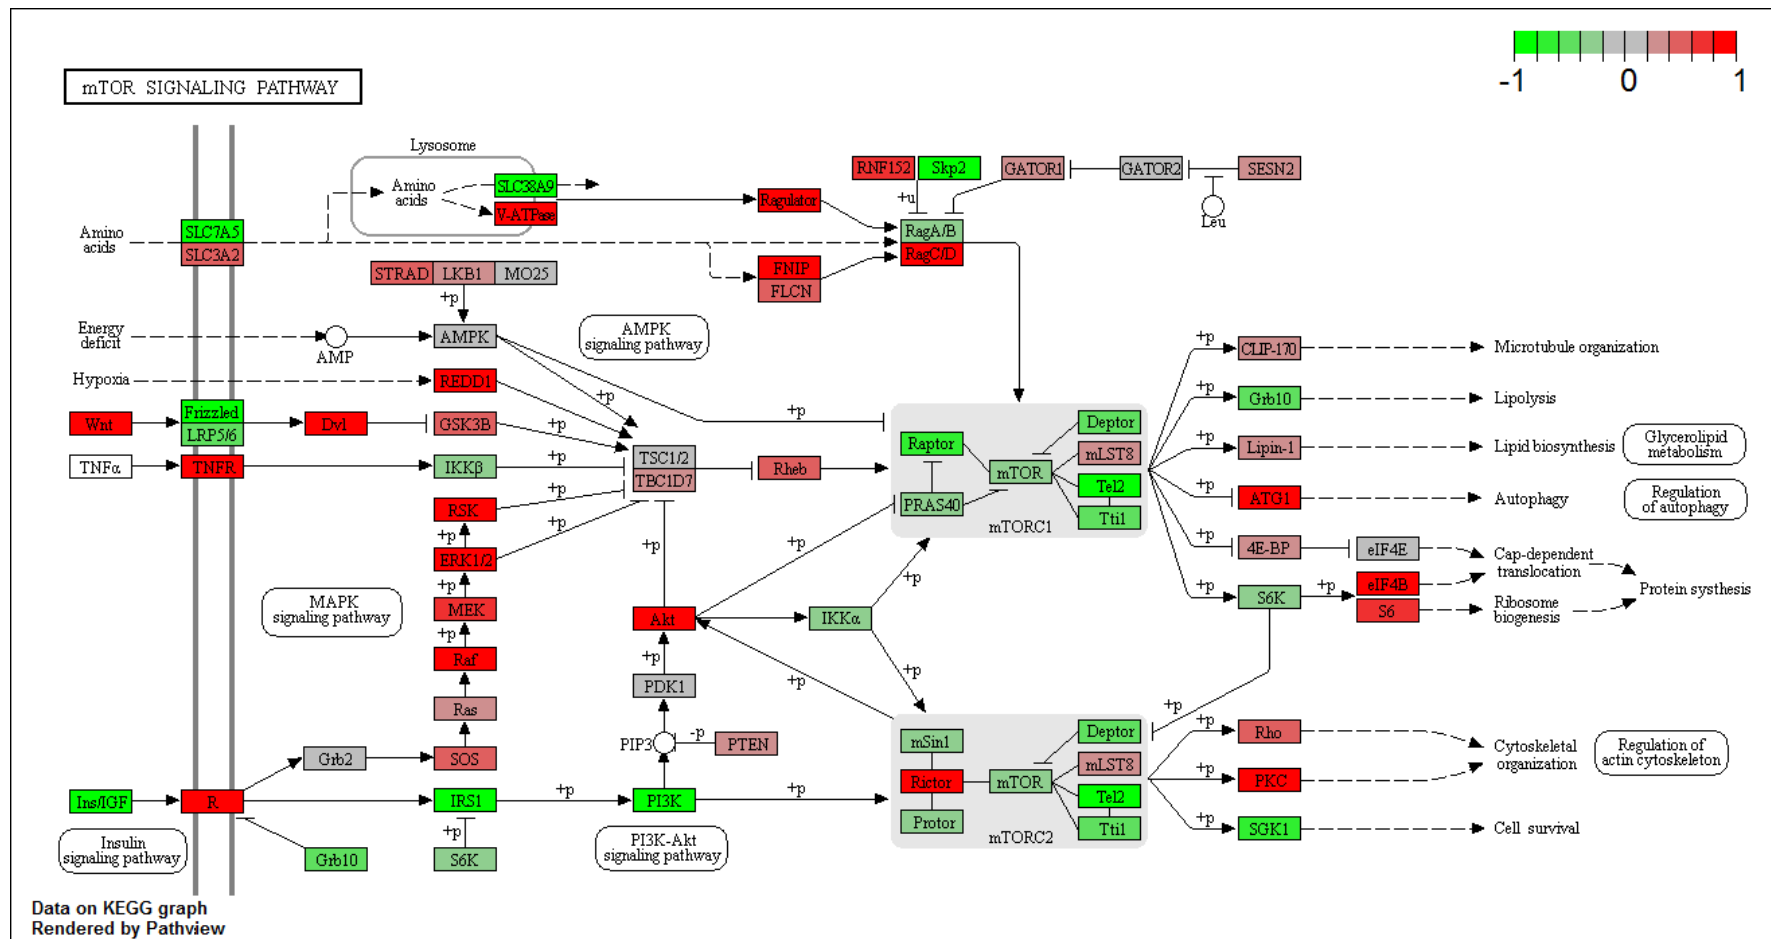 -1 0 1
mTOR SIGNALING PATHWAY
Lysosome
RNF152 Skp2 GATOR1 GATOR2 SESN2
Amino
acids
SLC38A9
V-ATPase
Ragulator
+u
Leu
Amino
acids
SLC7A5
SLC3A2
RagA/B
RagC/D
STRAD LKB1 MO25
FNIP
FLCN
+p
Energy
deficit
AMP
AMPK
AMPK
signaling pathway
+p
CLIP-170
Microtubule organization
Hypoxia
REDD1
+p
+p
+p
Grb10
Lipolysis
Wnt
Frizzled
LRP5/6
Dvl
GSK3B
+p
Raptor
Deptor
mLST8
+p
Lipin-1
Lipid biosynthesis
Glycerolipid
metabolism
TNFα
TNFR
IKKβ
+p
TSC1/2
TBC1D7
Rheb
mTOR
Tel2
Tti1
PRAS40
mTORC1
+p
ATG1
Autophagy
Regulation
of autophagy
RSK
+p
+p
ERK1/2
+p
+p
+p
+p
4E-BP
eIF4E
Cap-dependent
translocation
+p
MEK
+p
+p
S6K
+p
eIF4B
S6
Ribosome
biogenesis
Protein systhesis
MAPK
signaling pathway
Akt
IKKα
+p
Raf
+p
PDK1
+p
+p
Ras
PIP3
-p
PTEN
+p
Grb2
SOS
mSin1
Deptor
mLST8
+p
Rho
Cytoskeletal
organization
Regulation of
actin cytoskeleton
Rictor
mTOR
Tel2
Tti1
Protor
mTORC2
+p
PKC
Ins/IGF
R
IRS1
+p
PI3K
+p
+p
SGK1
Cell survival
Insulin
signaling pathway
Grb10
+p
S6K
PI3K-Akt
signaling pathway
Data on KEGG graph
Rendered by Pathview